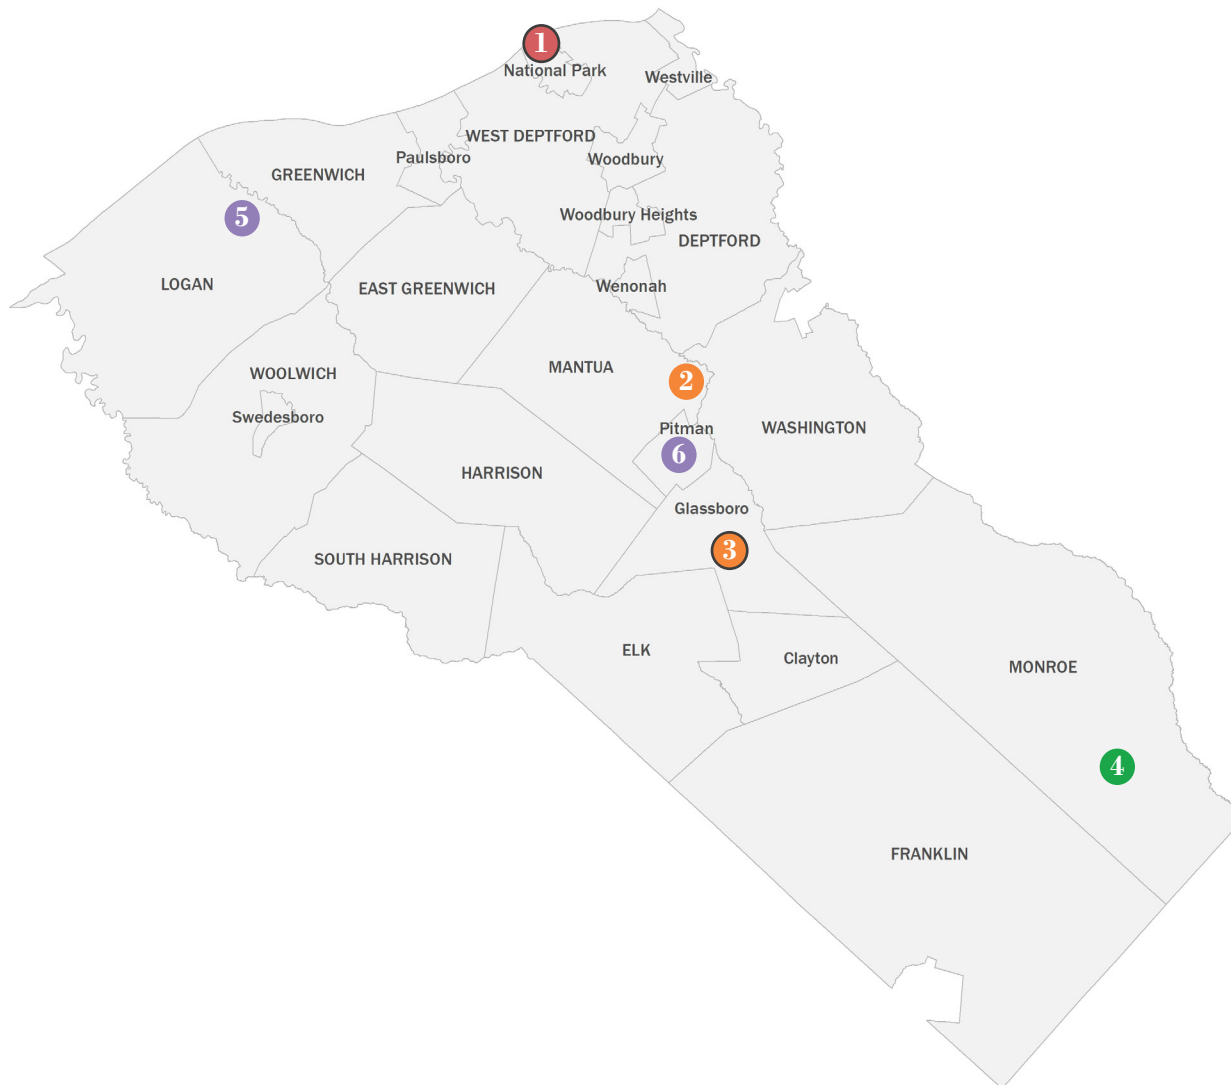 1
National Park
Westville
WEST DEPTFORD
Paulsboro
Woodbury
GREENWICH
5
Woodbury Heights
DEPTFORD
LOGAN
EAST GREENWICH
Wenonah
MANTUA
WOOLWICH
2
Swedesboro
Pitman
WASHINGTON
6
HARRISON
Glassboro
3
SOUTH HARRISON
ELK
Clayton
MONROE
4
FRANKLIN